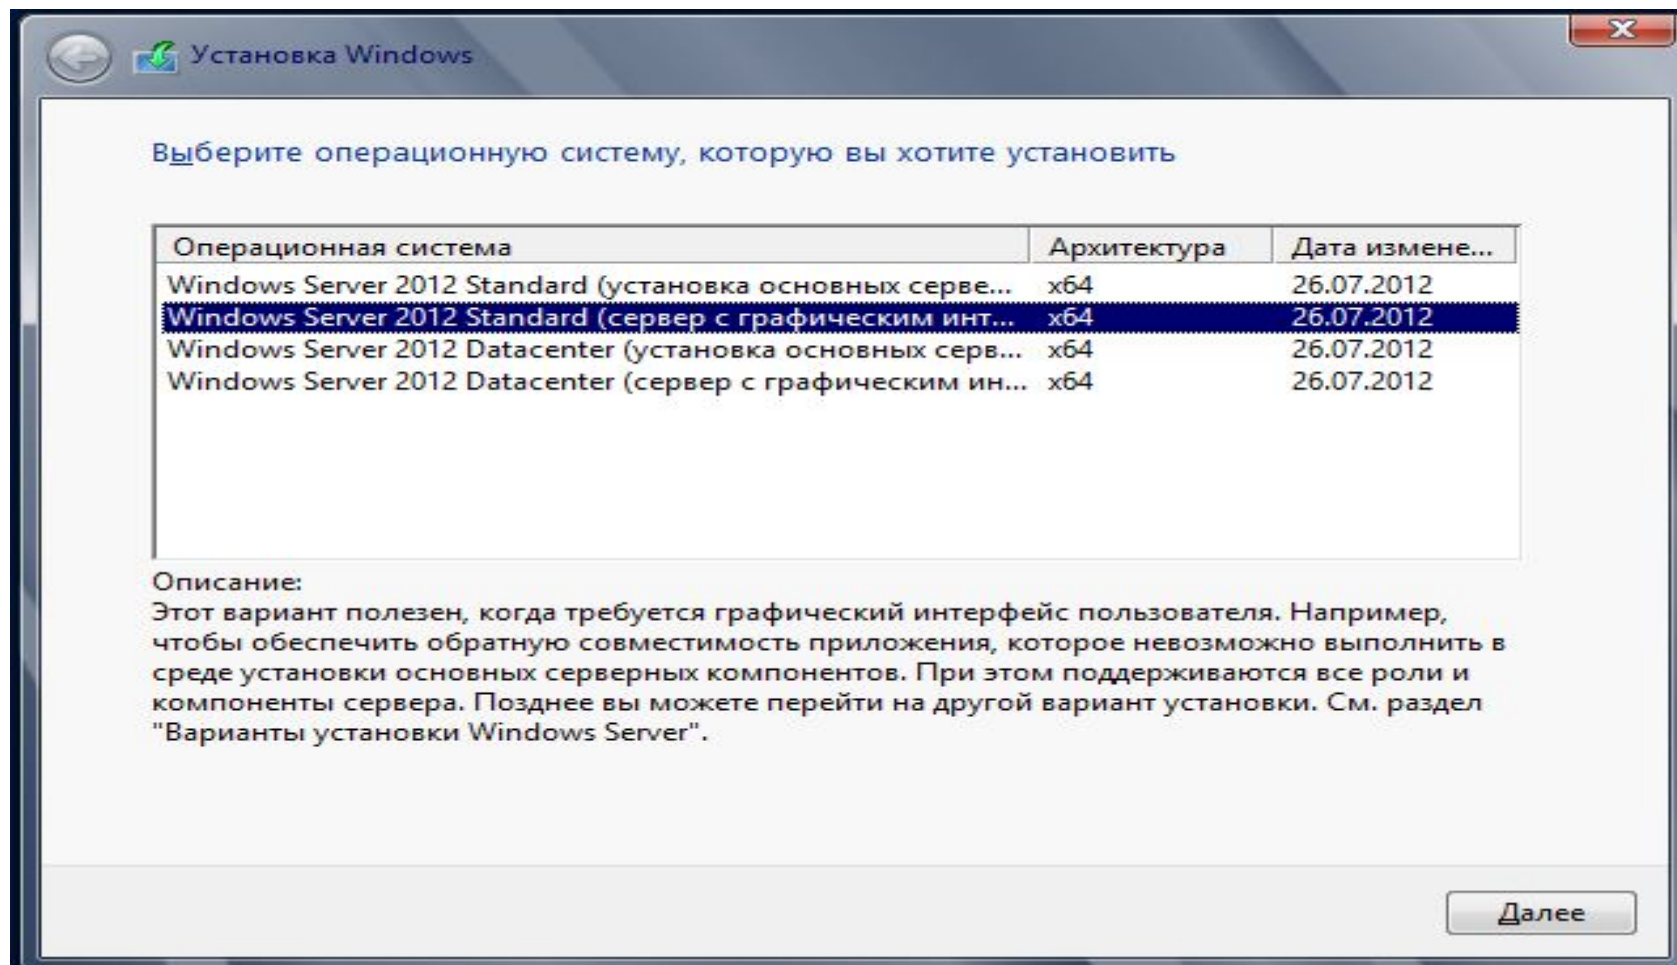 Установка Windows
Выберите операционную систему, которую вы хотите установить
Операционная система Архитектура Дата измене...
Windows Server 2012 Standard (установка основных серве... x64 26.07.2012
Windows Server 2012 Standard (сервер с графическим инт... x64 26.07.2012
Windows Server 2012 Datacenter (установка основных серв... x64 26.07.2012
Windows Server 2012 Datacenter (сервер с графическим ин... x64 26.07.2012
Описание:
Этот вариант полезен, когда требуется графический интерфейс пользователя. Например,
чтобы обеспечить обратную совместимость приложения, которое невозможно выполнить в
среде установки основных серверных компонентов. При этом поддерживаются все роли и
компоненты сервера. Позднее вы можете перейти на другой вариант установки. См. раздел
"Варианты установки Windows Server".
Далее